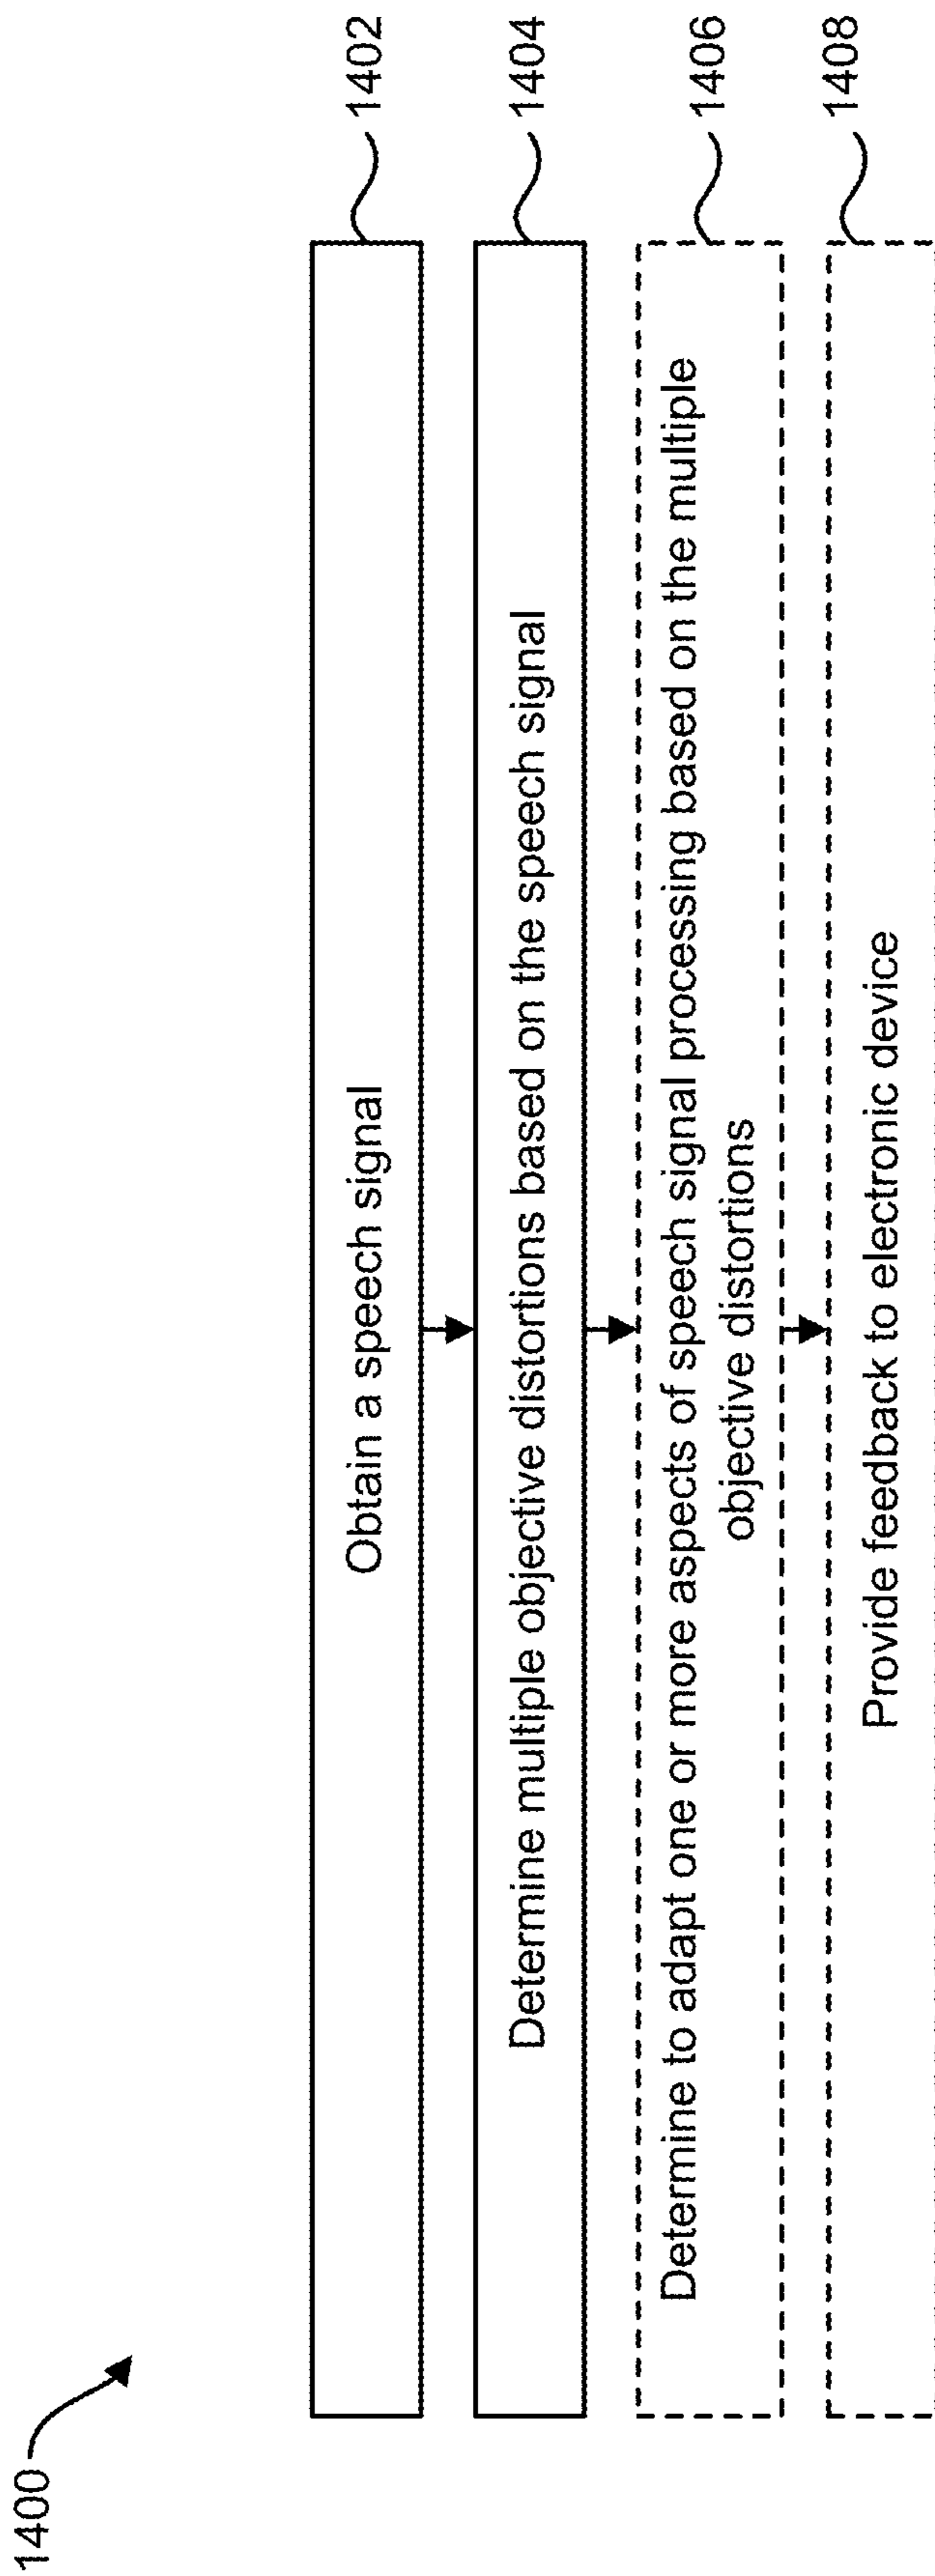 1400
Obtain a speech signal
1402
Determine multiple objective distortions based on the speech signal
1404
Determine to adapt one or more aspects of speech signal processing based on the multiple
objective distortions
1406
Provide feedback to electronic device
1408